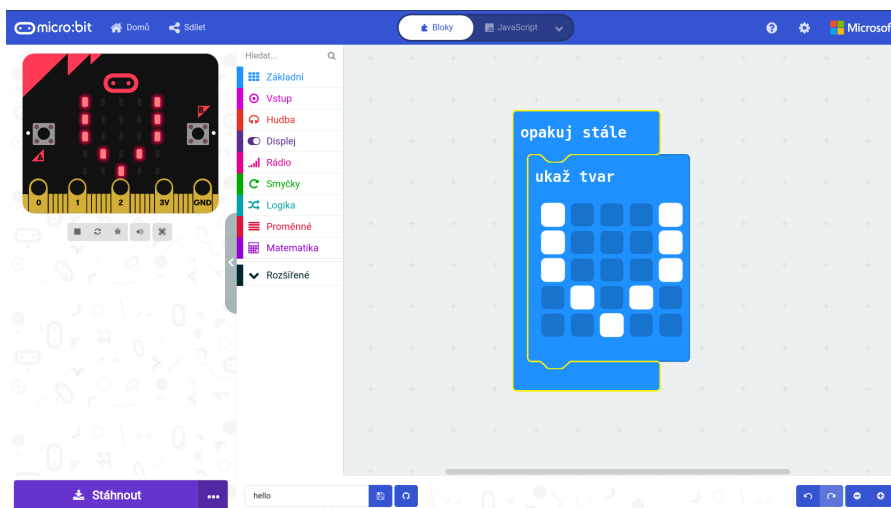 micro:bit Domů Sdílet Bloky JavaScript Microsof
Hledat...
Základní
Vstup
Hudba
Displej
Rádio
Smyčky
Logika
Proměnné
Matematika
Rozšířené
B
A
0 1 2 3V GND
opakuj stále
ukaž tvar
Stáhnout
hello